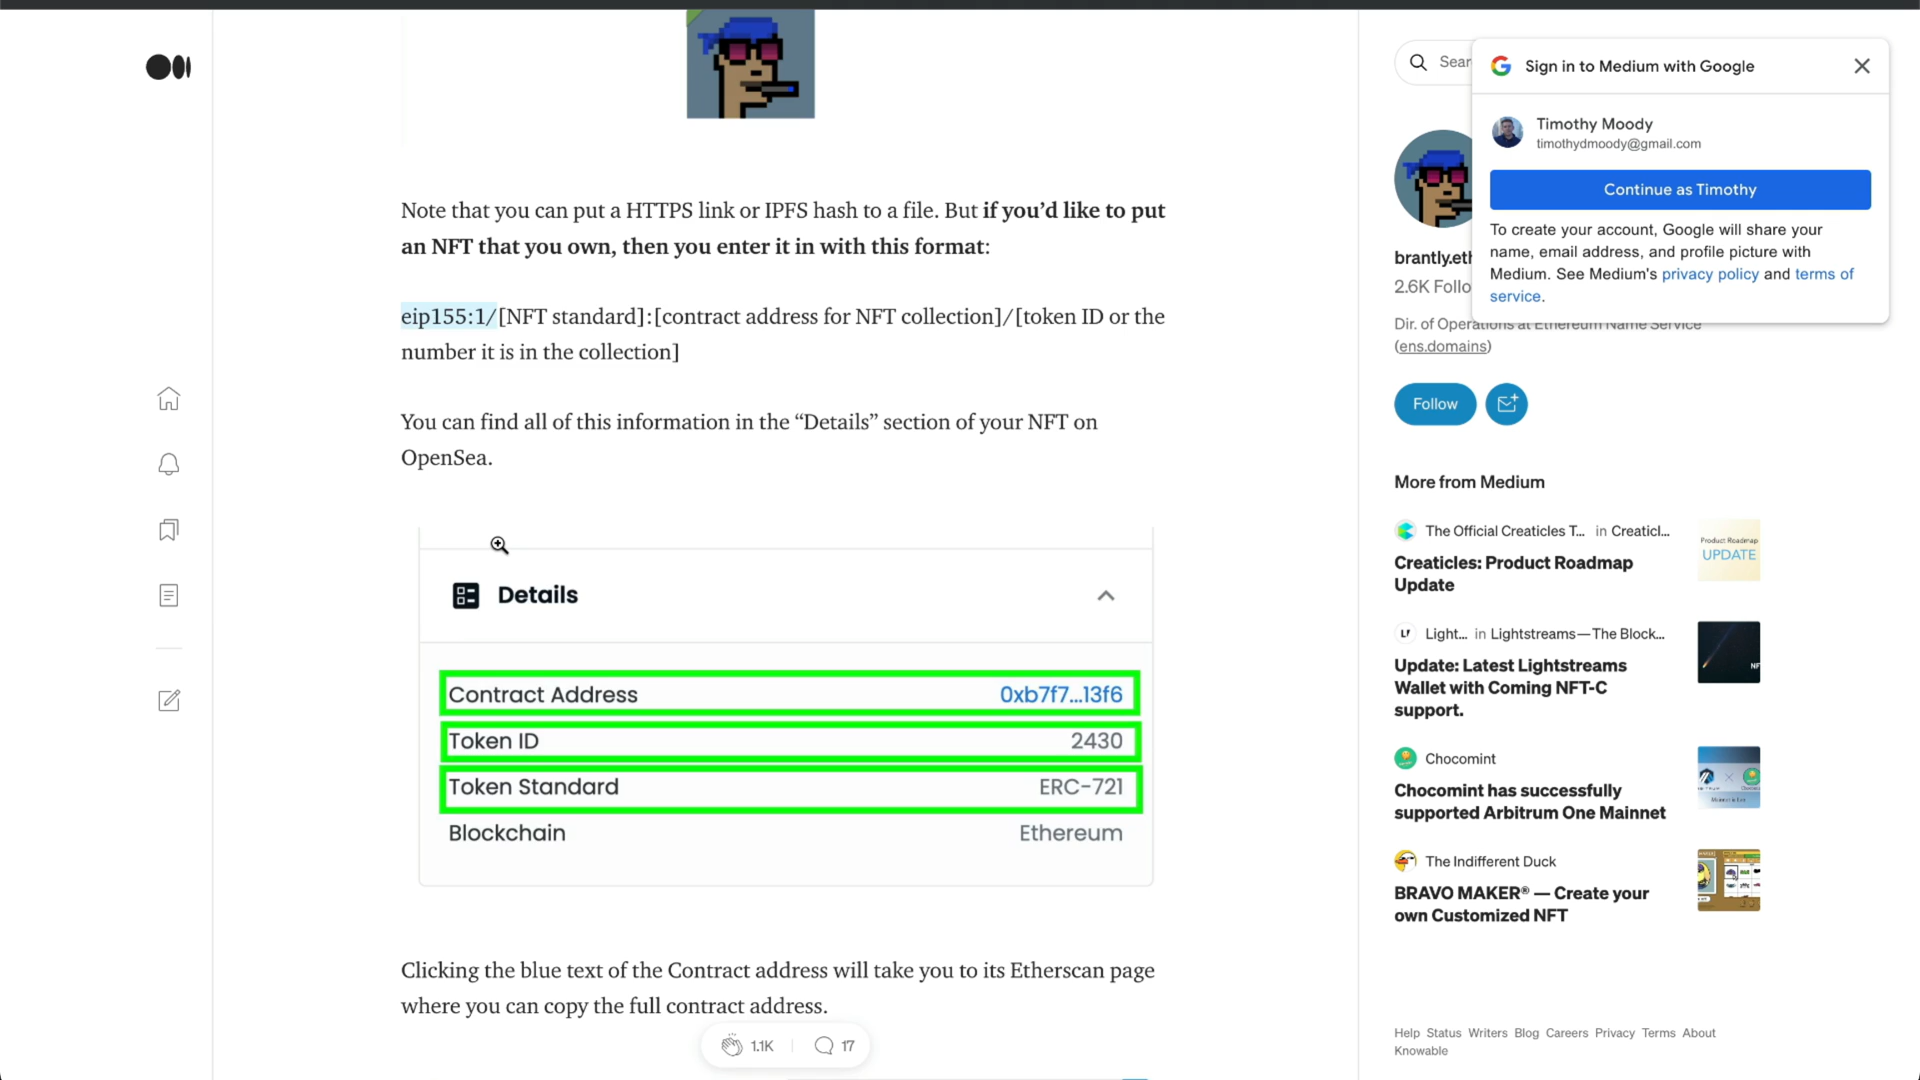 Note that you can put a HTTPS link or IPFS hash to a file. But if you’d like to put
an NFT that you own, then you enter it in with this format:
eip155:1/[NFT standard]:[contract address for NFT collection]/[token ID or the
number it is in the collection]
You can find all of this information in the “Details” section of your NFT on
OpenSea.
Details
Contract Address 0xb7f7...13f6
Token ID 2430
Token Standard ERC-721
Blockchain Ethereum
Clicking the blue text of the Contract address will take you to its Etherscan page
where you can copy the full contract address.
1.1K 17
Sear
Sign in to Medium with Google
Timothy Moody
timothydmoody@gmail.com
Continue as Timothy
To create your account, Google will share your
name, email address, and profile picture with
Medium. See Medium's privacy policy and terms of
service.
brantly.eth
2.6K Follo
Dir. of Operations at Ethereum Name Service
(ens.domains)
Follow
More from Medium
The Official Creaticles T... in Creaticl...
Creaticles: Product Roadmap
Update
Product Roadmap
UPDATE
Light... in Lightstreams—The Block...
Update: Latest Lightstreams
Wallet with Coming NFT-C
support.
Chocomint
Chocomint has successfully
supported Arbitrum One Mainnet
The Indifferent Duck
BRAVO MAKER® — Create your
own Customized NFT
Help Status Writers Blog Careers Privacy Terms About
Knowable